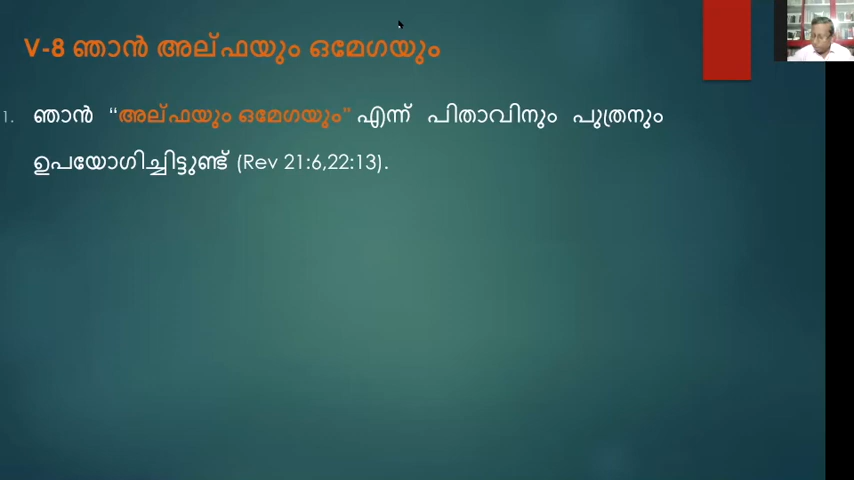 V-8 ഞാൻ അല്ഫയും ഒമേഗയും
1. ഞാൻ “അല്ഫയും ഒമേഗയും" എന്ന് പിതാവിനും പുത്രനും
ഉപയോഗിച്ചിട്ടുണ്ട് (Rev 21:6,22:13).